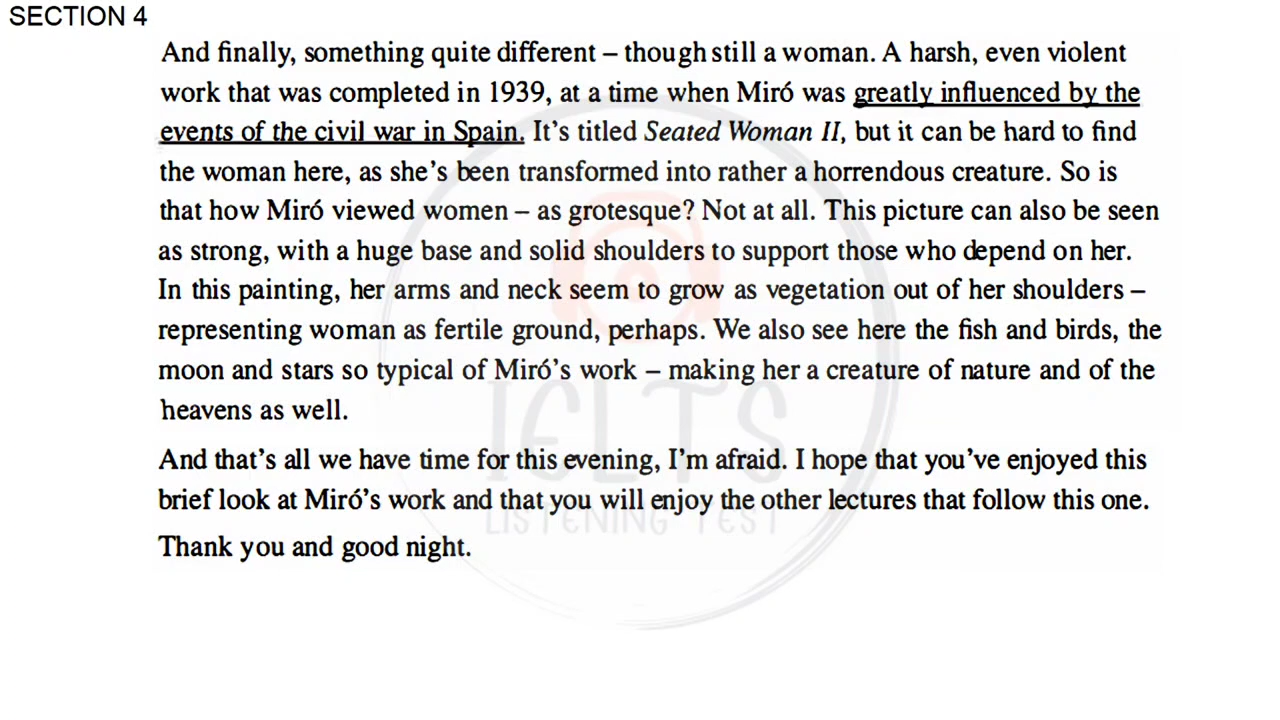 SECTION 4
And finally, something quite different – though still a woman. A harsh, even violent
work that was completed in 1939, at a time when Miró was greatly influenced by the
events of the civil war in Spain. It's titled Seated Woman II, but it can be hard to find
the woman here, as she's been transformed into rather a horrendous creature. So is
that how Miró viewed women – as grotesque? Not at all. This picture can also be seen
as strong, with a huge base and solid shoulders to support those who depend on her.
In this painting, her arms and neck seem to grow as vegetation out of her shoulders –
representing woman as fertile ground, perhaps. We also see here the fish and birds, the
moon and stars so typical of Miró's work – making her a creature of nature and of the
heavens as well.
IELTS
And that's all we have time for this evening, I'm afraid. I hope that you've enjoyed this
brief look at Miró's work and that you will enjoy the other lectures that follow this one.
LISTENING TEST
Thank you and good night.